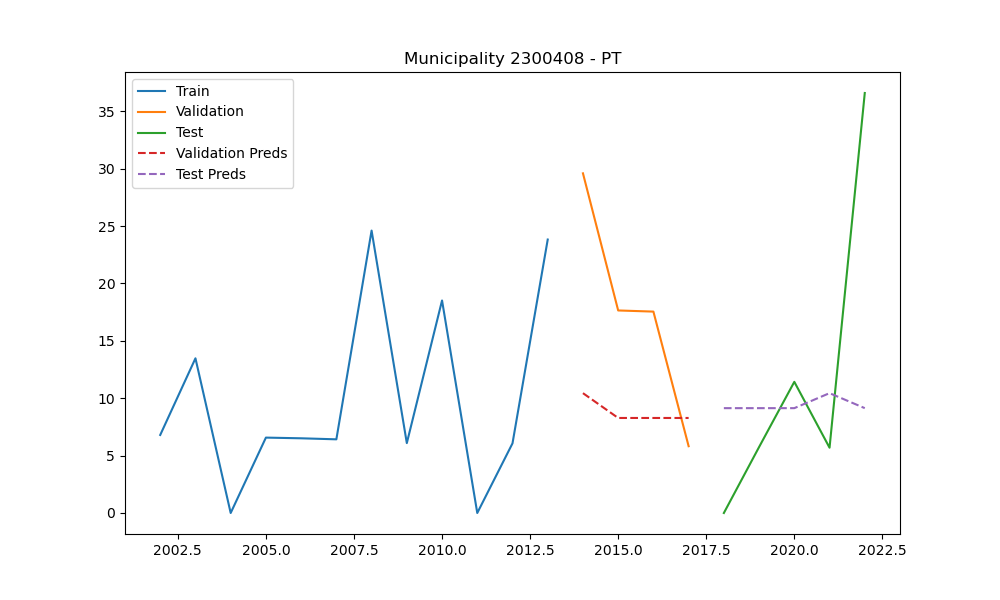 Municipality 2300408 - PT
Train
Validation
Test
Validation Preds
Test Preds
35
30
25
20
15
10
5
0
2002.5 2005.0 2007.5 2010.0 2012.5 2015.0 2017.5 2020.0 2022.5